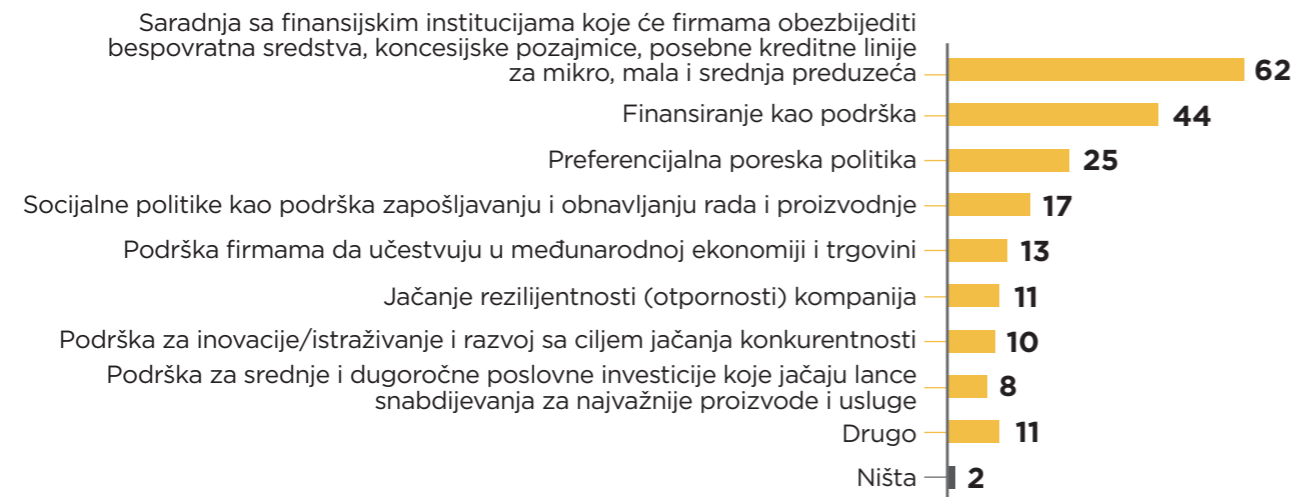 Saradnja sa finansijskim institucijama koje će firmama obezbijediti
bespovratna sredstva, koncesijske pozajmice, posebne kreditne linije
za mikro, mala i srednja preduzeća
62
Finansiranje kao podrška
44
Preferencijalna poreska politika
25
Socijalne politike kao podrška zapošljavanju i obnavljanju rada i proizvodnje
17
Podrška firmama da učestvuju u međunarodnoj ekonomiji i trgovini
13
Jačanje rezilijentnosti (otpornosti) kompanija
11
Podrška za inovacije/istraživanje i razvoj sa ciljem jačanja konkurentnosti
10
Podrška za srednje i dugoročne poslovne investicije koje jačaju lance
snabdijevanja za najvažnije proizvode i usluge
8
Drugo
11
Ništa
2